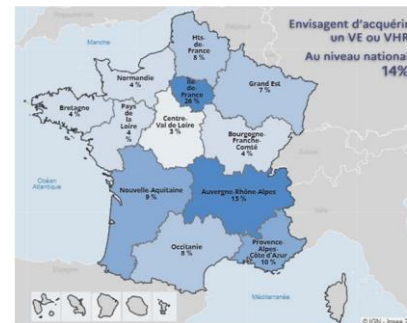 Envisagent d'acquérir
un VE ou VHR
Au niveau national
14%
Manche
Hts-
de-France
8 %
Normandie
4 %
Île
de-
France
26 %
Grand Est
7 %
Bretagne
4 %
Pays
de la
Loire
4
%
Centre-
Val de Loire
3 %
Bourgogne-
Franche-
Comté
4 %
Océan
Atlantique
Nouvelle-Aquitaine
9 %
Auvergne-Rhône-Alpes
13 %
Occitanie
8 %
Provence-
Alpes-
Côte d'Azur
10 %
Méditerranée
© IGN - Insee